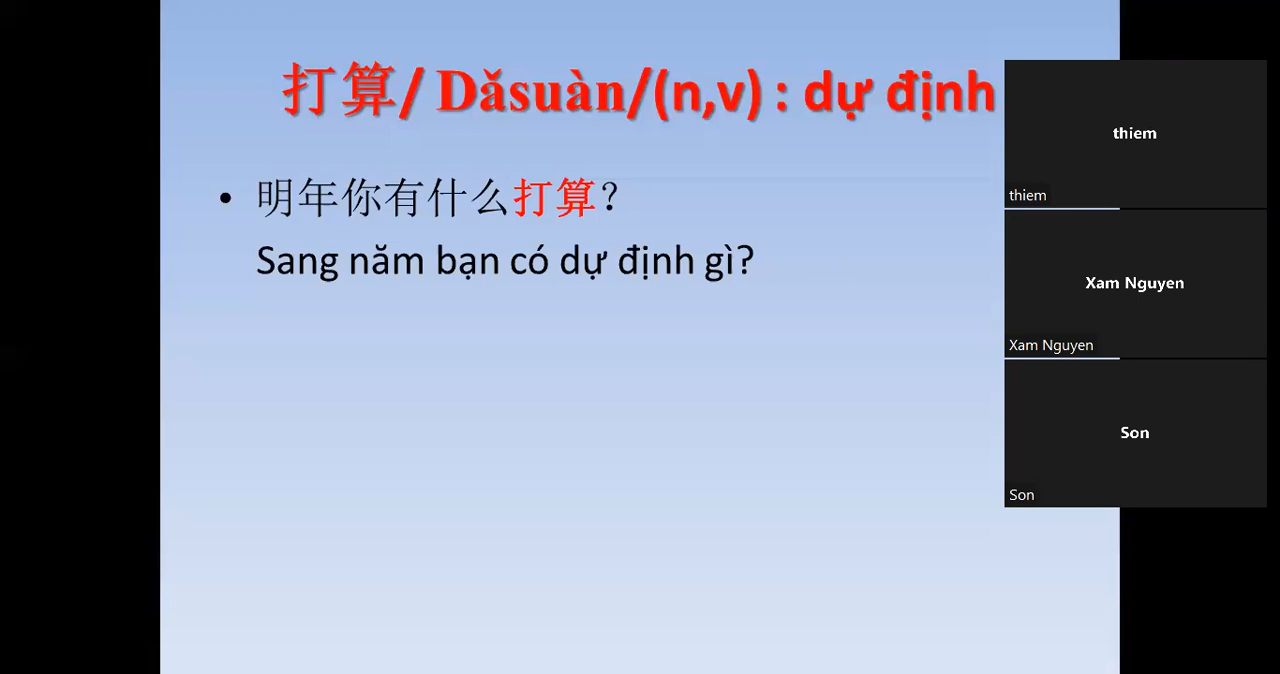 打算/ Dǎsuàn/(n,v) : dự định
• 明年你有什么打算？
Sang năm bạn có dự định gì?
thiem
thiem
Xam Nguyen
Xam Nguyen
Son
Son